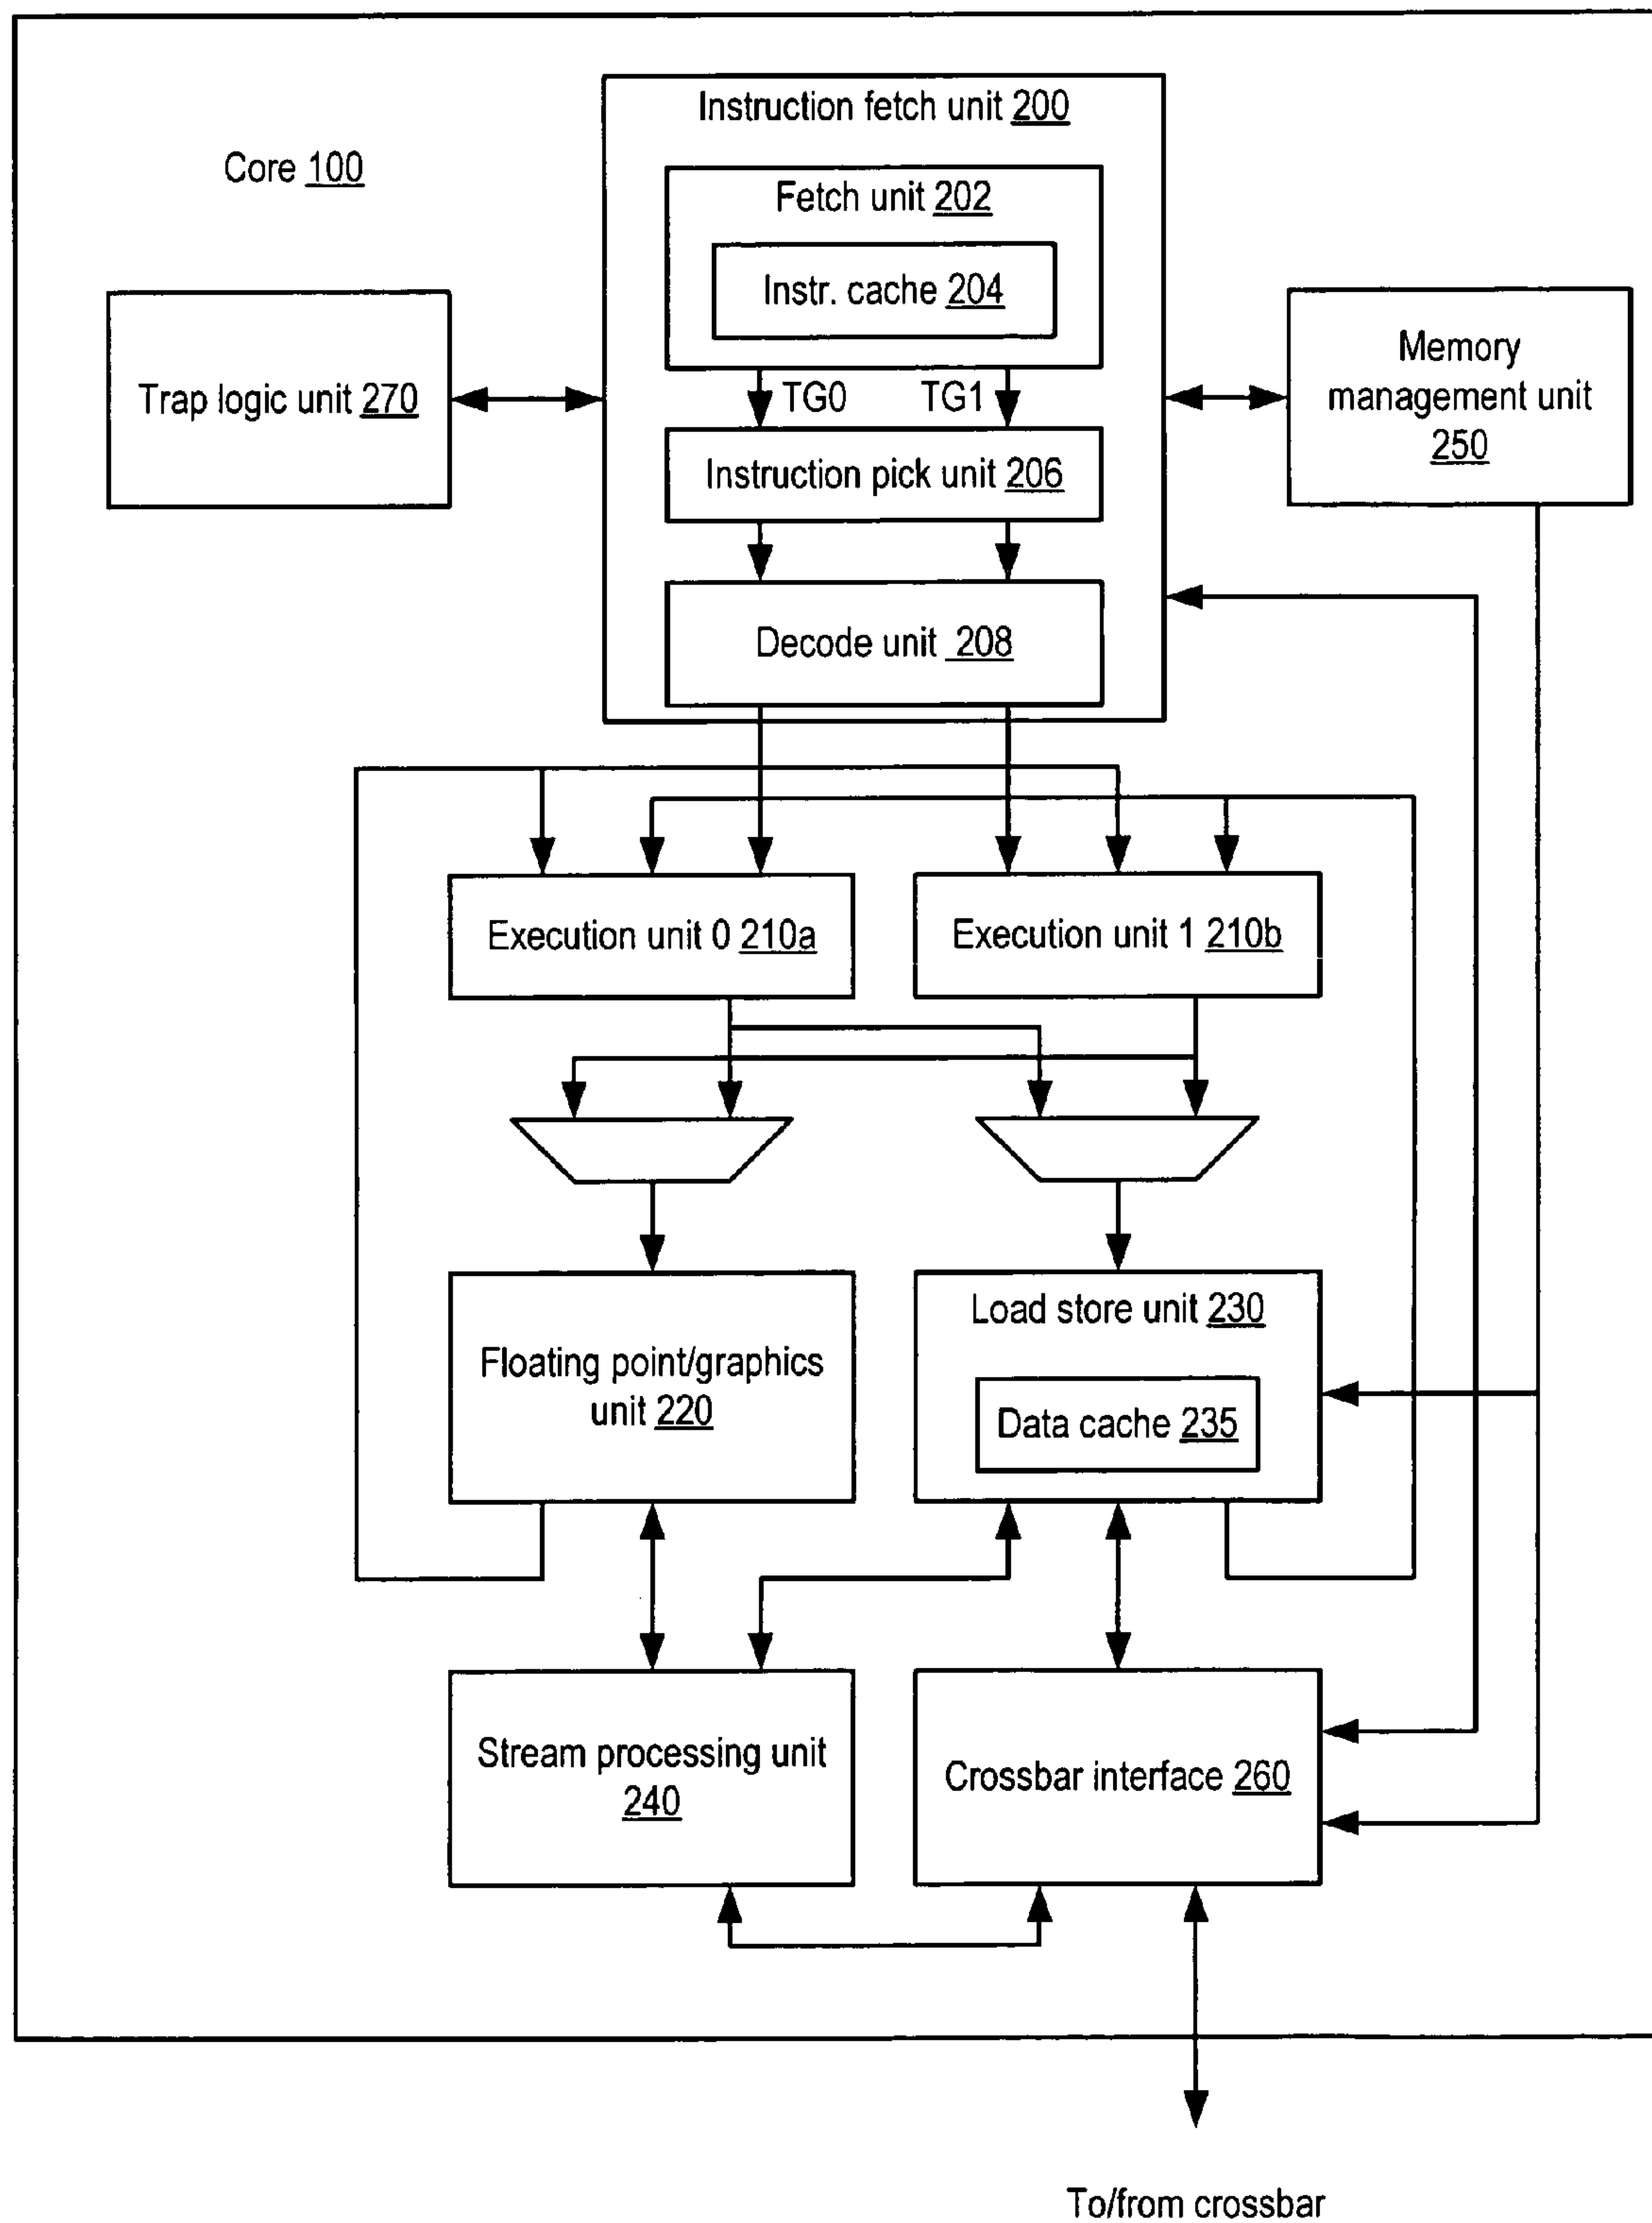 Instruction fetch unit 200
Core 100
Fetch unit 202
Instr. cache 204
Trap logic unit 270
Memory
management unit
250
TG0
TG1
Instruction pick unit 206
Decode unit 208
Execution unit 0 210a
Execution unit 1 210b
Floating point/graphics
unit 220
Load store unit 230
Data cache 235
Stream processing unit
240
Crossbar interface 260
To/from crossbar